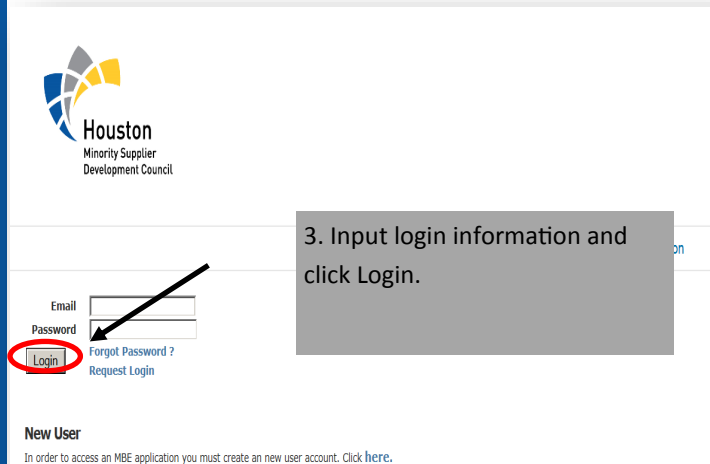 Houston
Minority Supplier
Development Council
3. Input login information and
click Login.
on
Email
Password
Login
Forgot Password ?
Request Login
New User
In order to access an MBE application you must create an new user account. Click here.